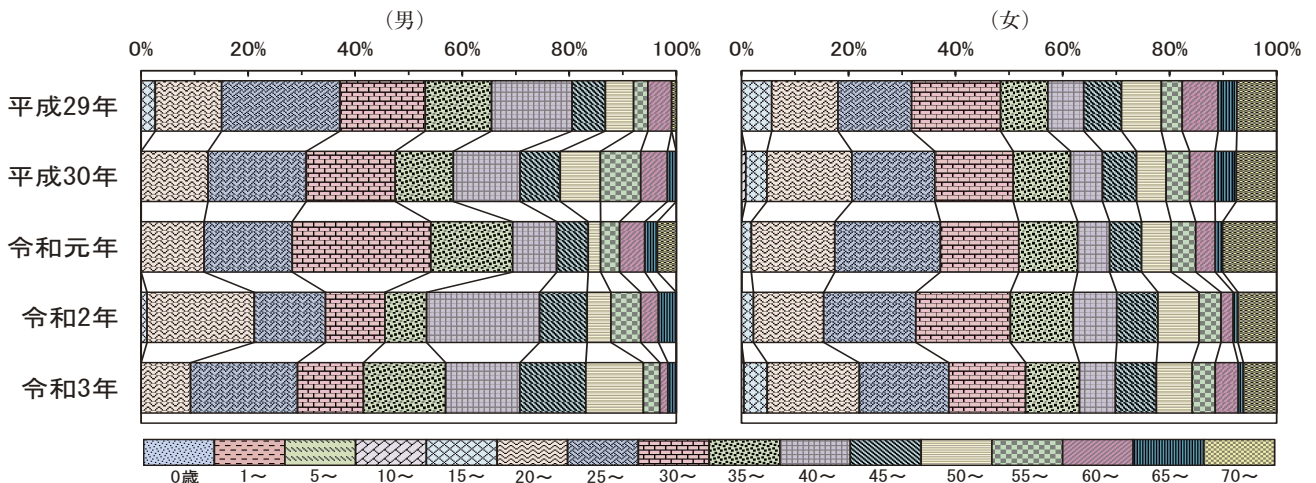 (男) (女)
0% 20% 40% 60% 80% 100% 0% 20% 40% 60% 80% 100%
平成29年
平成30年
令和元年
令和2年
令和3年
0歳 1～ 5～ 10～ 15～ 20～ 25～ 30～ 35～ 40～ 45～ 50～ 55～ 60～ 65～ 70～